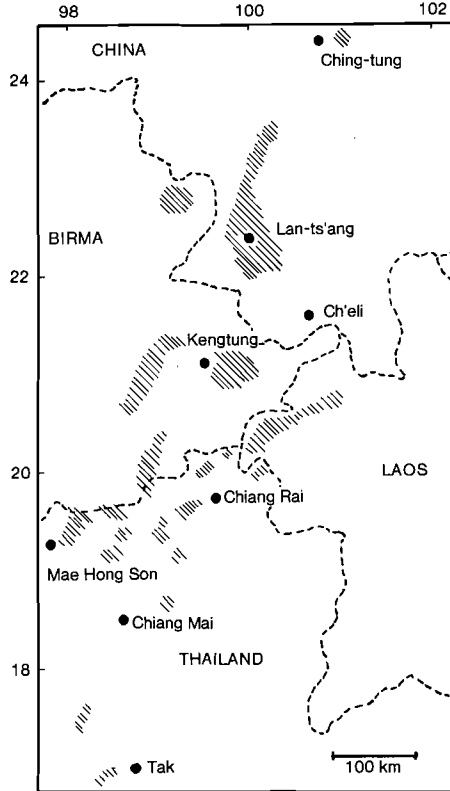 98
100
102
CHINA
24
Ching-tung
BIRMA
Lan-ts'ang
22
Ch'eli
Kengtung
20
LAOS
Chiang Rai
Mae Hong Son
Chiang Mai
THAILAND
18
100 km
Tak